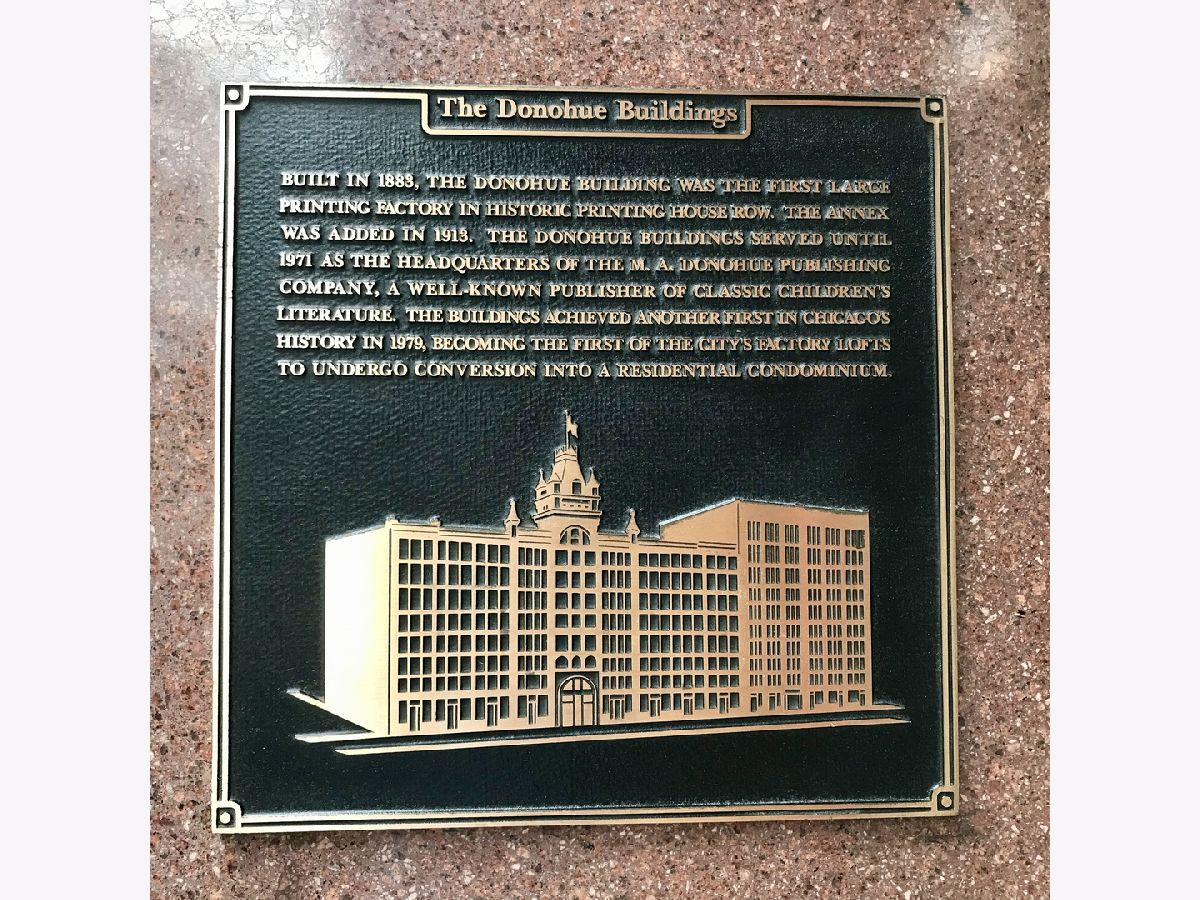 The Donohue Buildings
BUILT IN 1883, THE DONOHUE BUILDING WAS THE FIRST LARGE
PRINTING FACTORY IN HISTORIC PRINTING HOUSE ROW. THE ANNEX
WAS ADDED IN 1913. THE DONOHUE BUILDINGS SERVED UNTIL
1971 AS THE HEADQUARTERS OF THE M. A. DONOHUE PUBLISHING
COMPANY, A WELL-KNOWN PUBLISHER OF CLASSIC CHILDREN'S
LITERATURE. THE BUILDINGS ACHIEVED ANOTHER FIRST IN CHICAGO'S
HISTORY IN 1979, BECOMING THE FIRST OF THE CITY'S FACTORY LOFTS
TO UNDERGO CONVERSION INTO A RESIDENTIAL CONDOMINIUM.